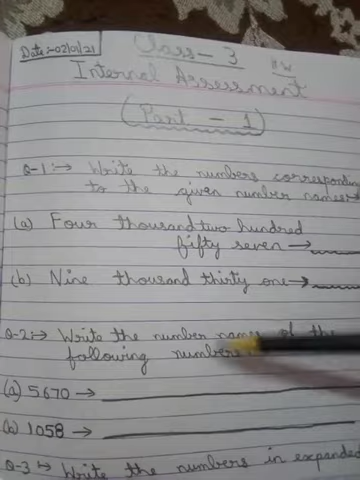 Date:-02/01/21
Class - 3
H.W
Internal Assessment
(Part - 1)
Q-1:→ Write the numbers corresponding
to the given number names:
(a) Four thousand two hundred
fifty seven →
(b) Nine thousand thirty one →
Q-2:→ Write the number name of the
following numbers.
(a) 5670 →
(b) 1058 →
Q-3 → Write the numbers in expanded